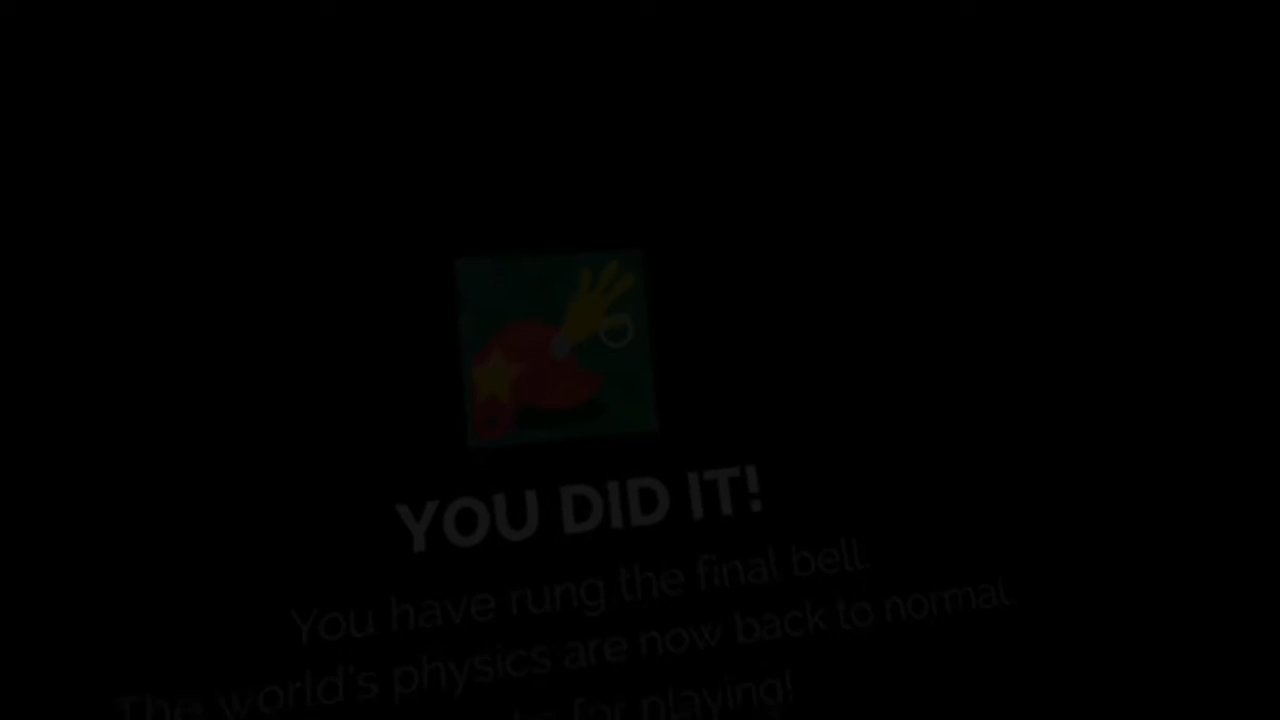 YOU DID IT!
You have rung the final bell.
The world's physics are now back to normal
for playing!